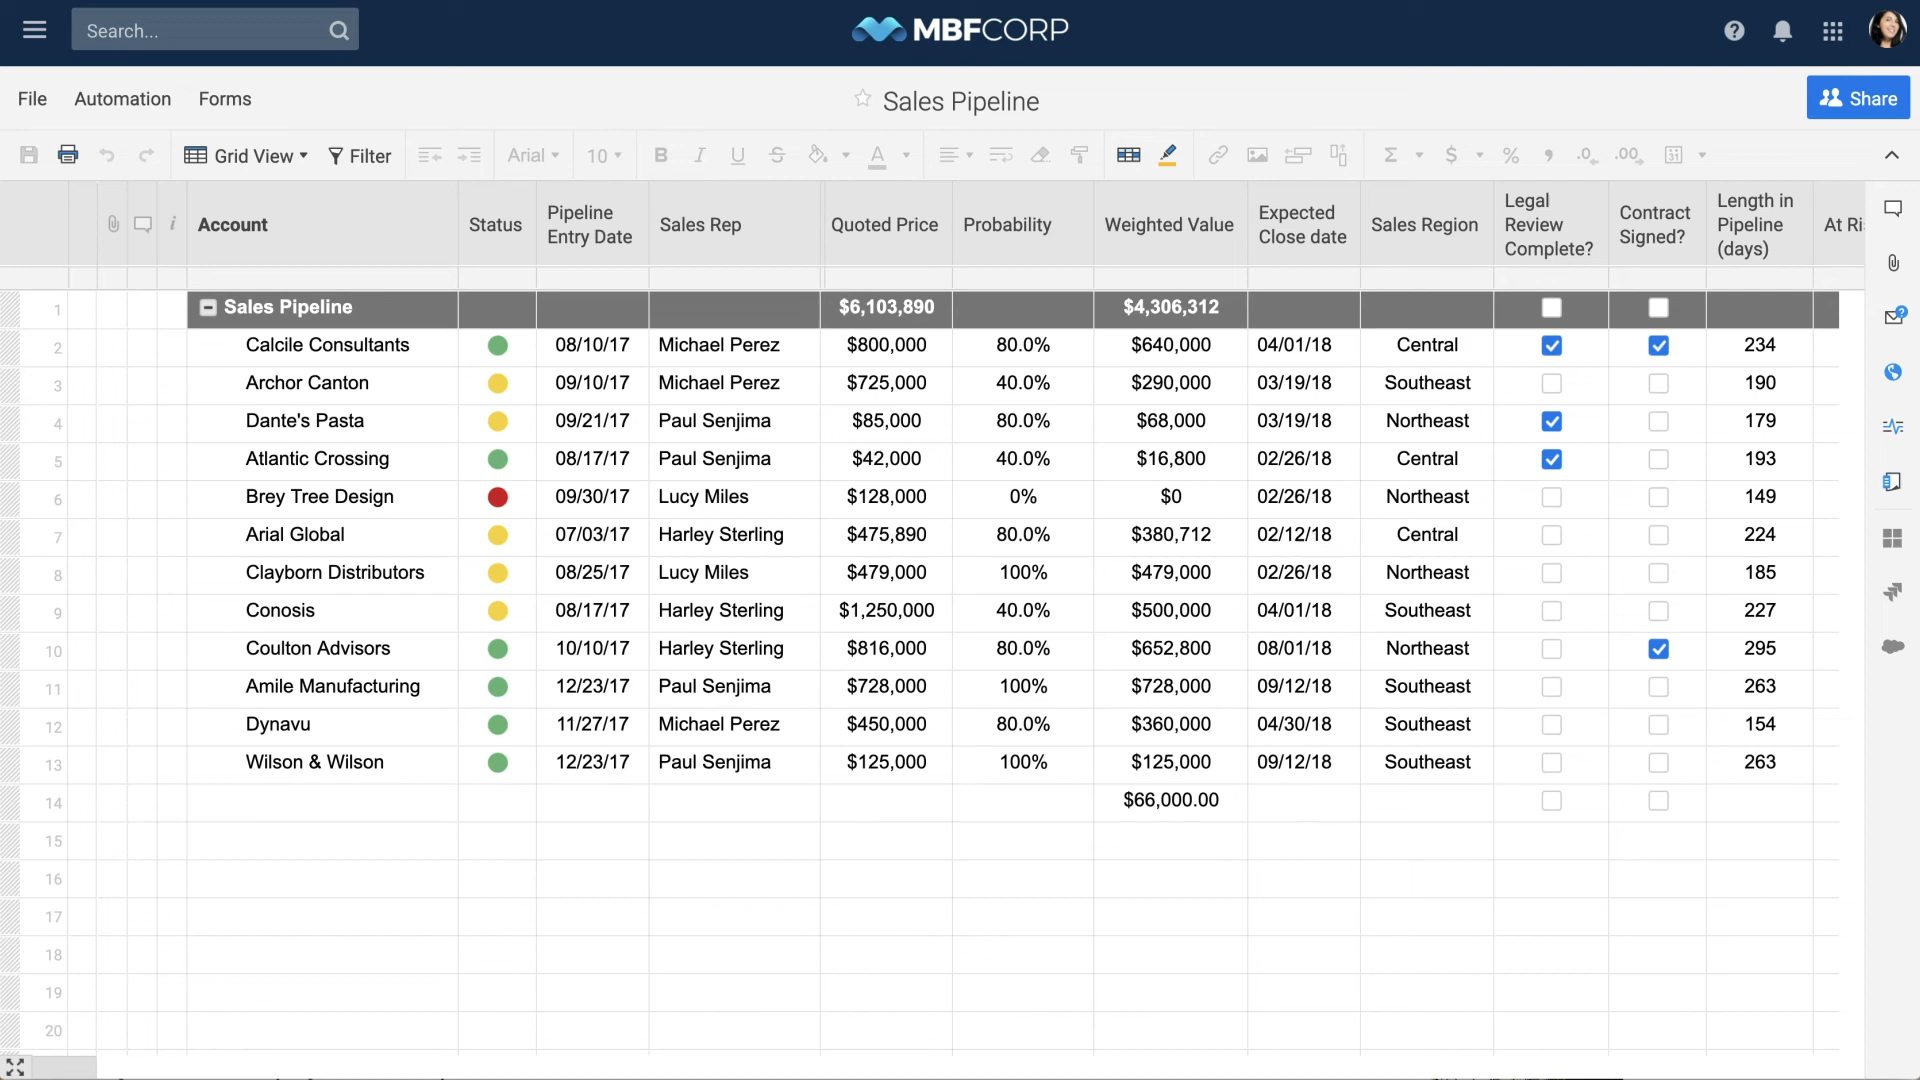 Search...
MBFCORP
File Automation Forms
Sales Pipeline
Share
Grid View Filter Arial 10 B I U S A Σ $ % , .0 .00 31
i Account Status Pipeline Entry Date Sales Rep Quoted Price Probability Weighted Value Expected Close date Sales Region Legal Review Complete? Contract Signed? Length in Pipeline (days) At Ri
1 Sales Pipeline $6,103,890 $4,306,312
2 Calcile Consultants 08/10/17 Michael Perez $800,000 80.0% $640,000 04/01/18 Central 234
3 Archor Canton 09/10/17 Michael Perez $725,000 40.0% $290,000 03/19/18 Southeast 190
4 Dante's Pasta 09/21/17 Paul Senjima $85,000 80.0% $68,000 03/19/18 Northeast 179
5 Atlantic Crossing 08/17/17 Paul Senjima $42,000 40.0% $16,800 02/26/18 Central 193
6 Brey Tree Design 09/30/17 Lucy Miles $128,000 0% $0 02/26/18 Northeast 149
7 Arial Global 07/03/17 Harley Sterling $475,890 80.0% $380,712 02/12/18 Central 224
8 Clayborn Distributors 08/25/17 Lucy Miles $479,000 100% $479,000 02/26/18 Northeast 185
9 Conosis 08/17/17 Harley Sterling $1,250,000 40.0% $500,000 04/01/18 Southeast 227
10 Coulton Advisors 10/10/17 Harley Sterling $816,000 80.0% $652,800 08/01/18 Northeast 295
11 Amile Manufacturing 12/23/17 Paul Senjima $728,000 100% $728,000 09/12/18 Southeast 263
12 Dynavu 11/27/17 Michael Perez $450,000 80.0% $360,000 04/30/18 Southeast 154
13 Wilson & Wilson 12/23/17 Paul Senjima $125,000 100% $125,000 09/12/18 Southeast 263
14 $66,000.00
15
16
17
18
19
20